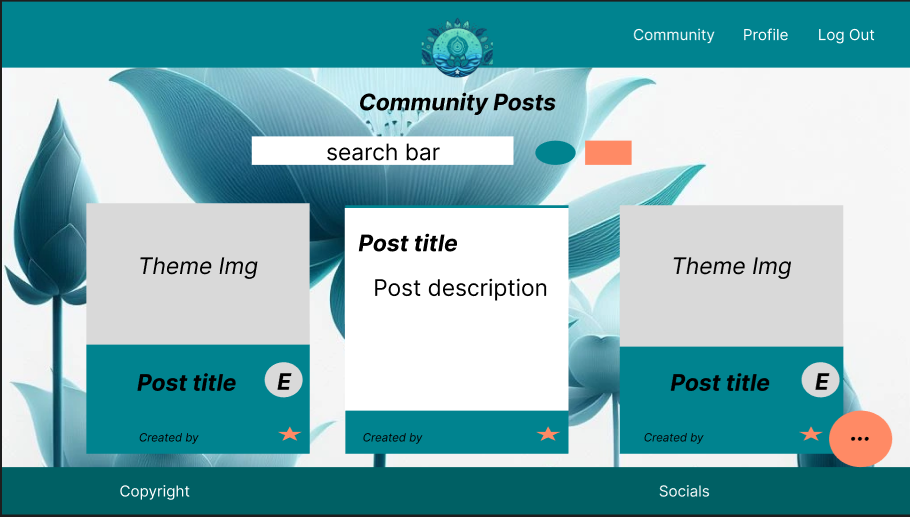 Community Profile Log Out
Community Posts
search bar
Theme Img
Post title
E
Created by
Post title
Post description
Created by
Theme Img
Post title
E
Created by
...
Copyright
Socials